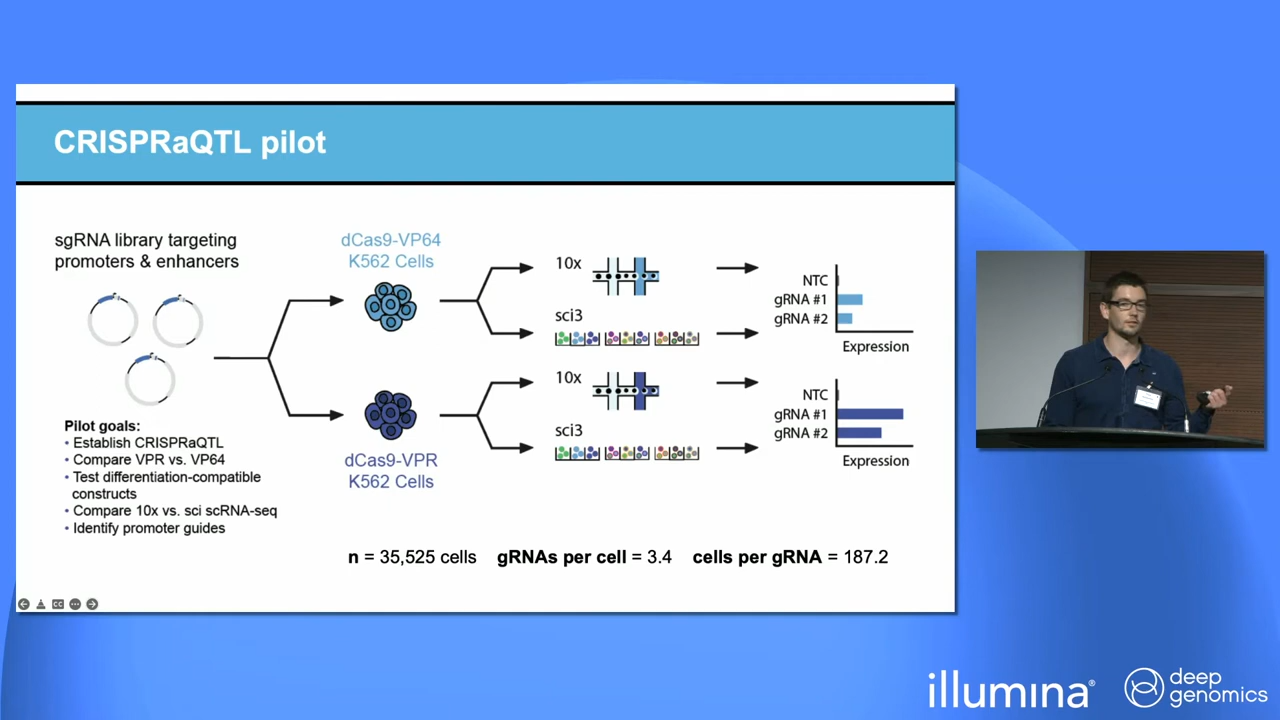 CRISPRaQTL pilot
sgRNA library targeting
promoters & enhancers
Pilot goals:
• Establish CRISPRaQTL
• Compare VPR vs. VP64
• Test differentiation-compatible
constructs
• Compare 10x vs. sci scRNA-seq
• Identify promoter guides
dCas9-VP64
K562 Cells
dCas9-VPR
K562 Cells
10x
sci3
10x
sci3
NTC
gRNA #1
gRNA #2
Expression
NTC
gRNA #1
gRNA #2
Expression
n = 35,525 cells gRNAs per cell = 3.4 cells per gRNA = 187.2
CC
illumina®
deep
genomics